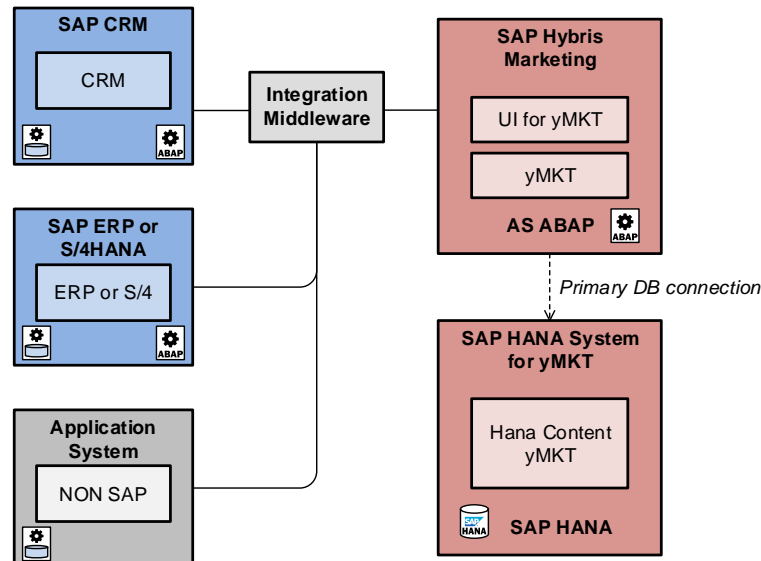 SAP CRM
CRM
ABAP
SAP ERP or
S/4HANA
ERP or S/4
ABAP
Application
System
NON SAP
Integration
Middleware
SAP Hybris
Marketing
UI for yMKT
yMKT
AS ABAP
ABAP
Primary DB connection
SAP HANA System
for yMKT
Hana Content
yMKT
SAP
HANA
SAP HANA